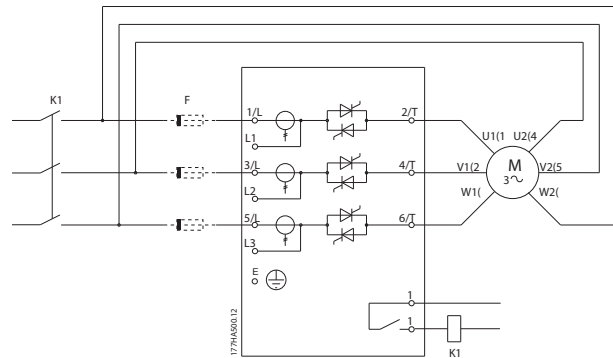 K1
F
1/L
2/T
L1
3/L
4/T
L2
5/L
6/T
L3
E
U1(1
U2(4
V1(2
M
3
V2(5
W1(
W2(
1
1
K1
177HA500.12